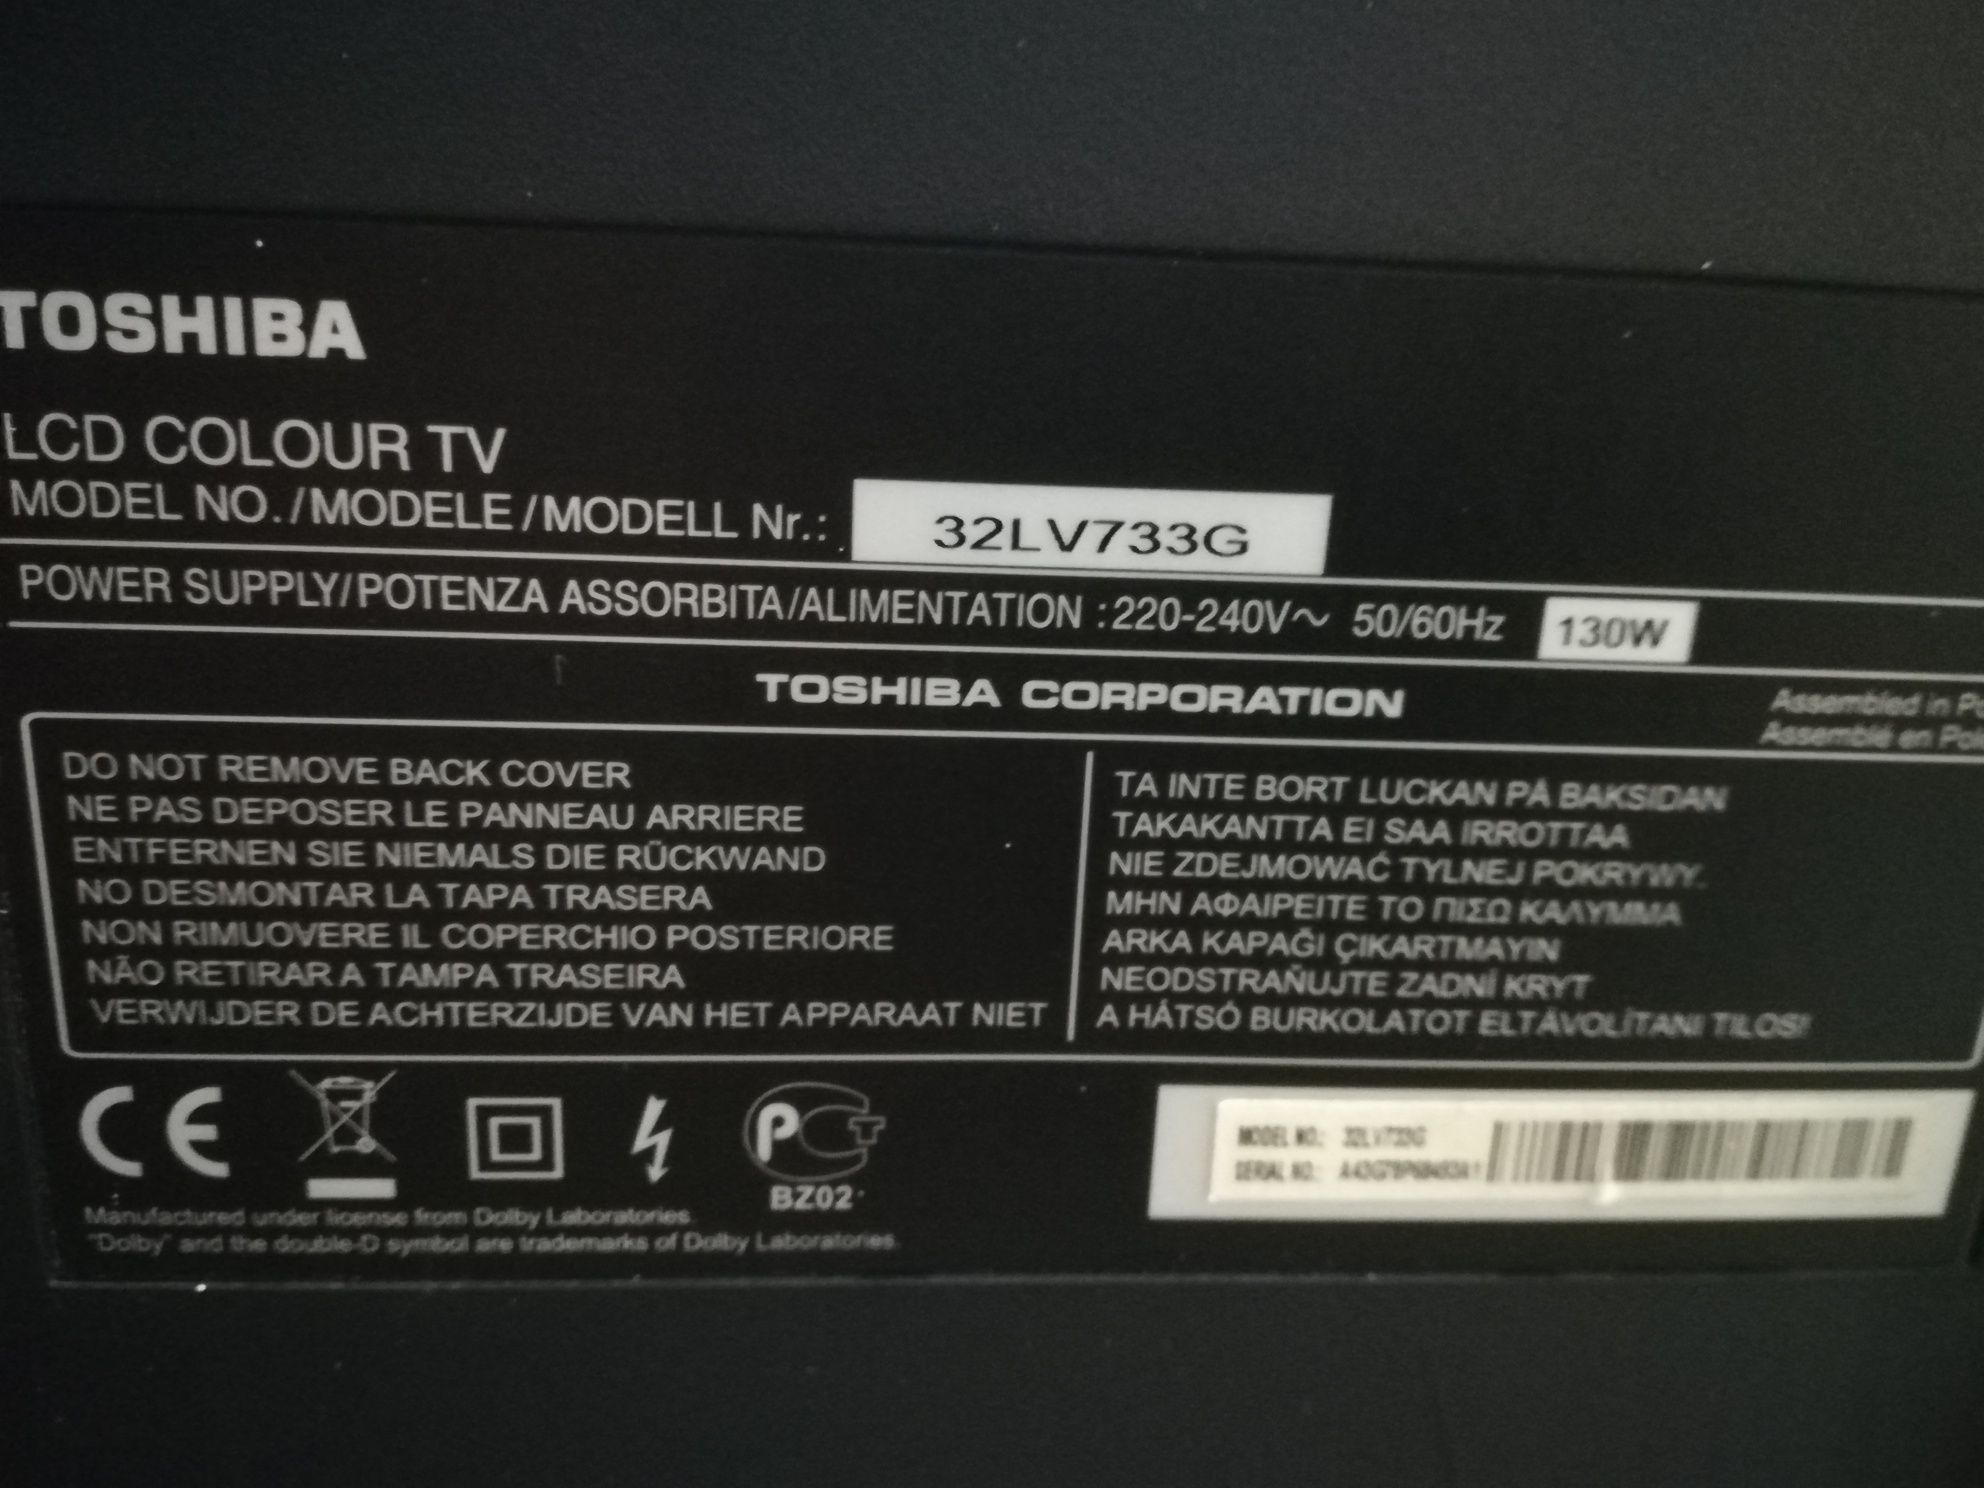 TOSHIBA
LCD COLOUR TV
MODEL NO./MODELE/MODELL Nr.: 32LV733G
POWER SUPPLY/POTENZA ASSORBITA/ALIMENTATION : 220-240V~ 50/60Hz 130W
TOSHIBA CORPORATION
Assembled in
Assemblé en
DO NOT REMOVE BACK COVER
NE PAS DEPOSER LE PANNEAU ARRIERE
ENTFERNEN SIE NIEMALS DIE RÜCKWAND
NO DESMONTAR LA TAPA TRASERA
NON RIMUOVERE IL COPERCHIO POSTERIORE
NÃO RETIRAR A TAMPA TRASEIRA
VERWIJDER DE ACHTERZIJDE VAN HET APPARAAT NIET
TA INTE BORT LUCKAN PÅ BAKSIDAN
TAKAKANTTA EI SAA IRROTTAA
NIE ZDEJMOWAĆ TYLNEJ POKRYWY.
ΜΗΝ ΑΦΑΙΡΕΙΤΕ ΤΟ ΠΙΣΩ ΚΑΛΥΜΜΑ
ARKA KAPAĞI ÇIKARTMAYIN
NEODSTRAŇUJTE ZADNÍ KRYT
A HÁTSÓ BURKOLATOT ELTÁVOLÍTANI TILOS!
CE
PCT
BZ02
Manufactured under license from Dolby Laboratories.
"Dolby" and the double-D symbol are trademarks of Dolby Laboratories.
MODEL NO.: 32LV733G
SERIAL NO.: